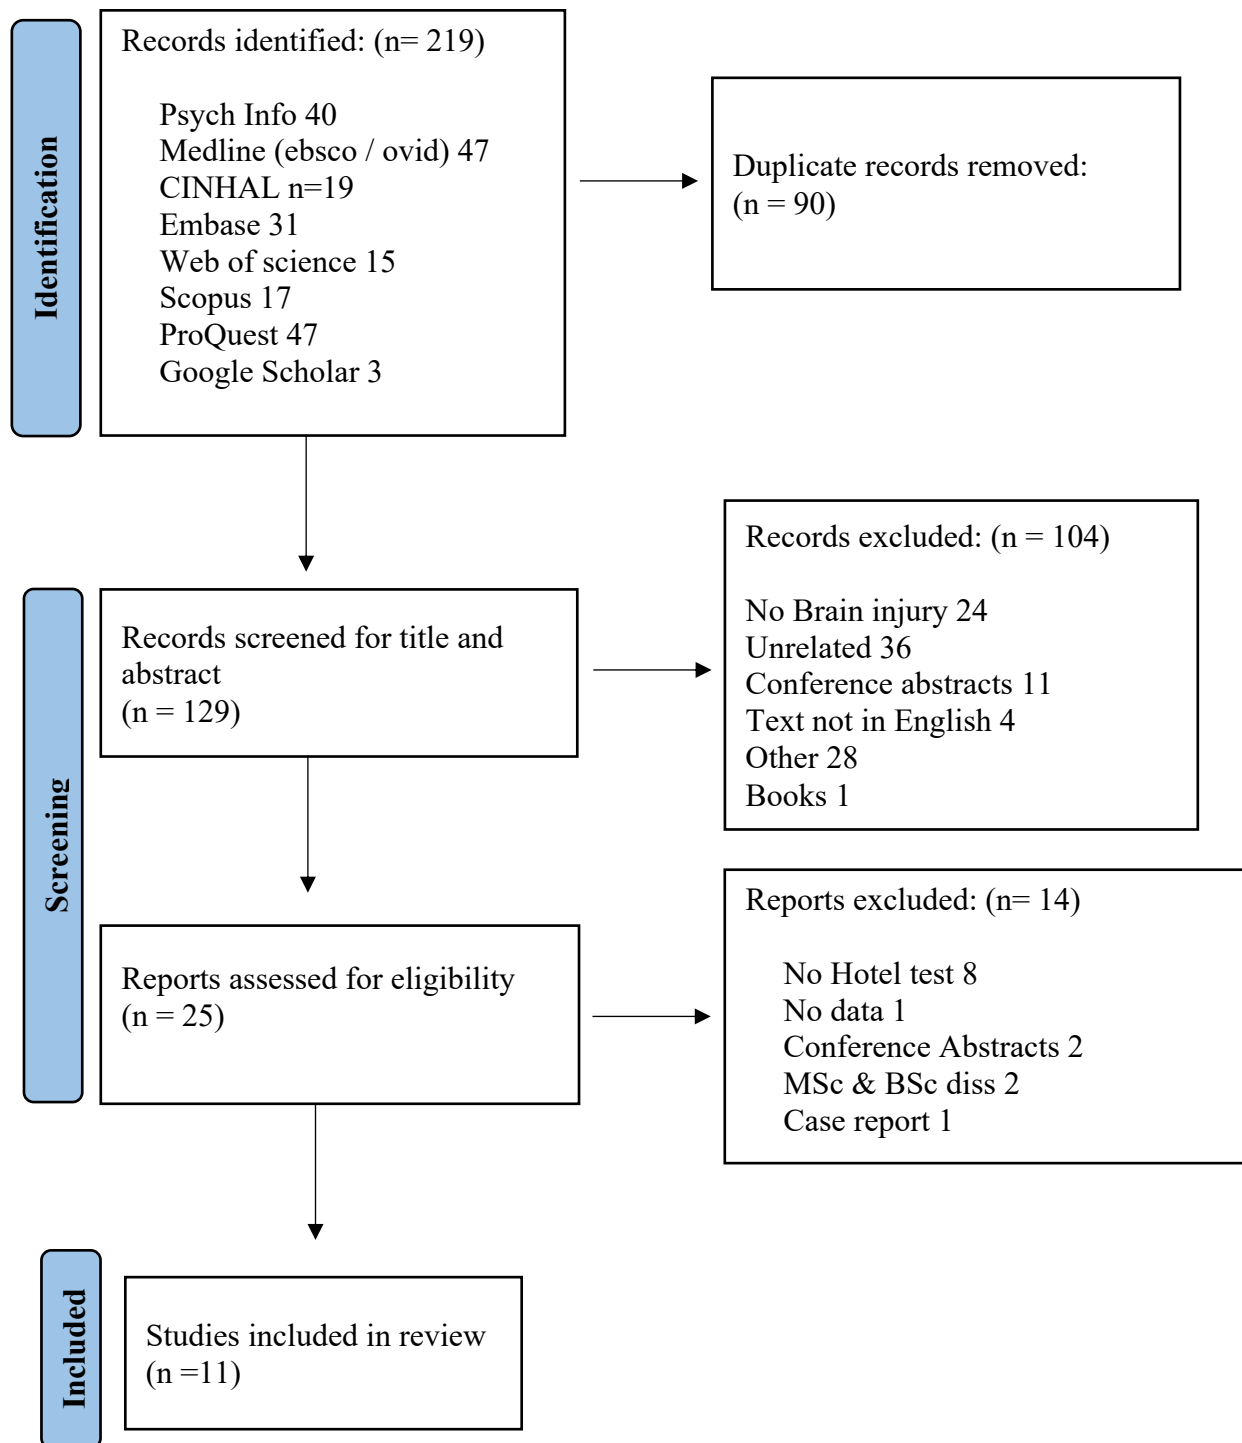 Identification
Records identified: (n= 219)
Psych Info 40
Medline (ebsco / ovid) 47
CINHAL n=19
Embase 31
Web of science 15
Scopus 17
ProQuest 47
Google Scholar 3
Duplicate records removed:
(n = 90)
Screening
Records screened for title and
abstract
(n = 129)
Records excluded: (n = 104)
No Brain injury 24
Unrelated 36
Conference abstracts 11
Text not in English 4
Other 28
Books 1
Reports assessed for eligibility
(n = 25)
Reports excluded: (n= 14)
No Hotel test 8
No data 1
Conference Abstracts 2
MSc & BSc diss 2
Case report 1
Included
Studies included in review
(n =11)